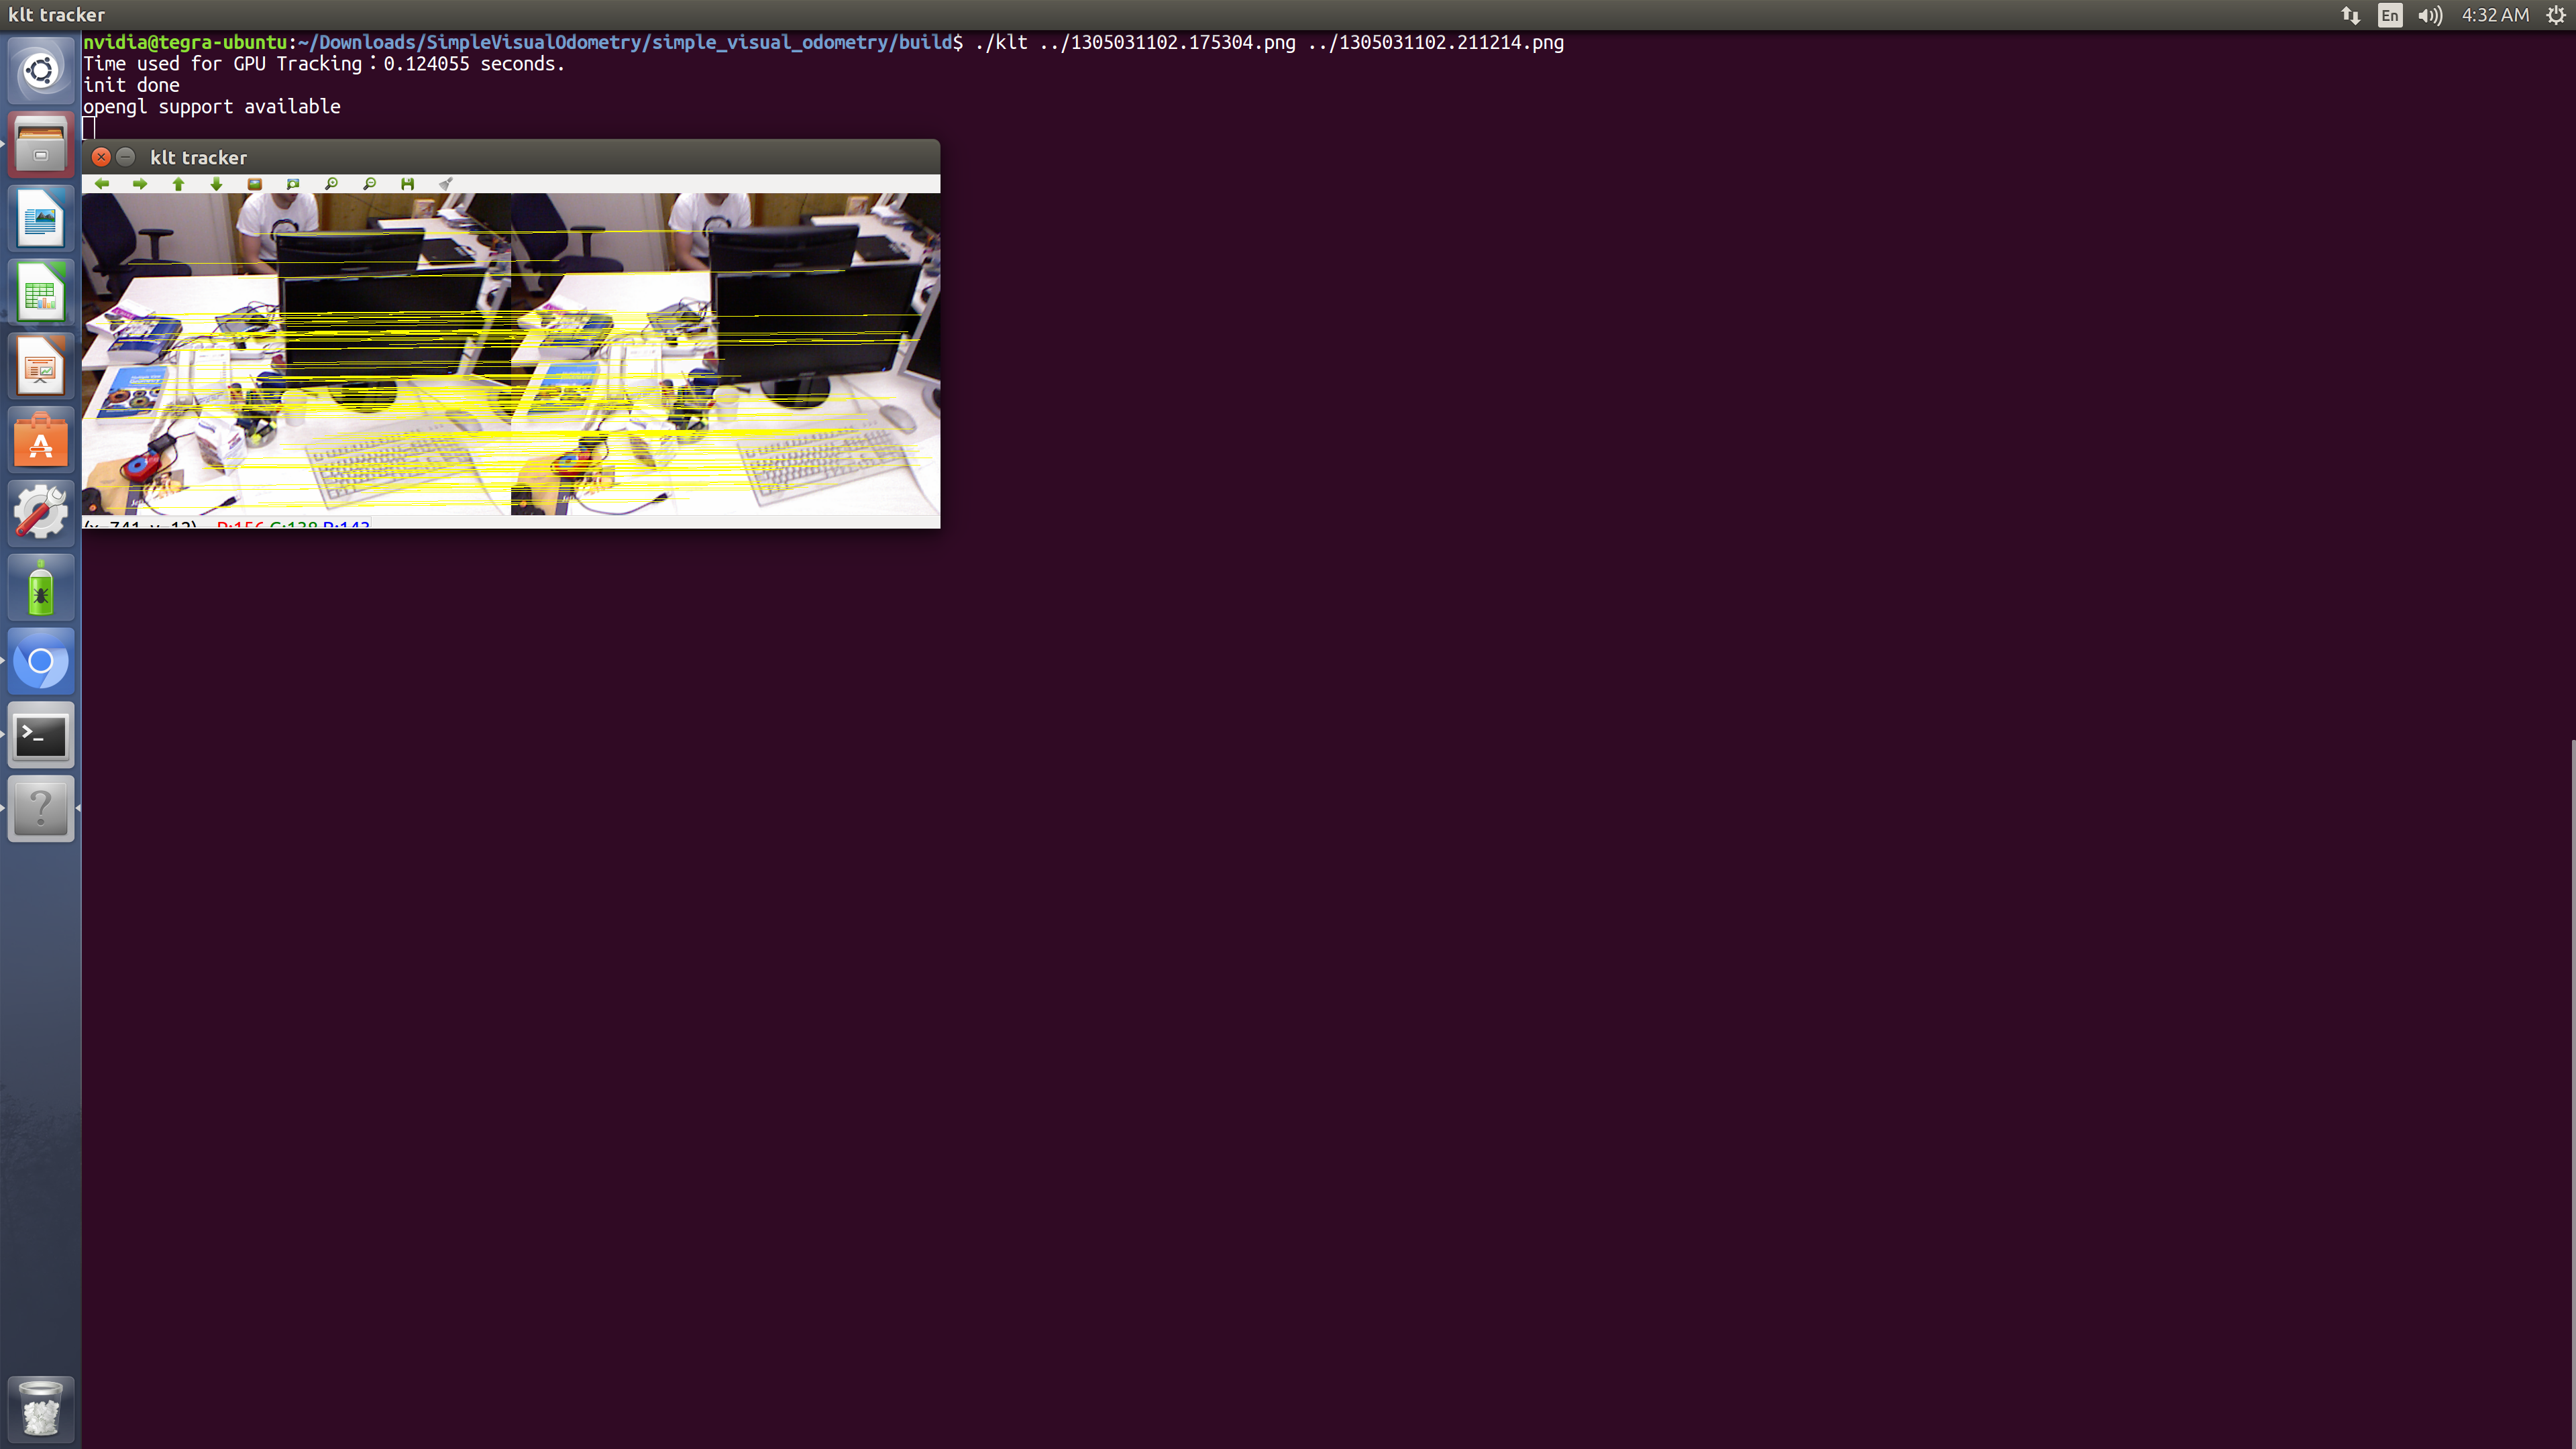 klt tracker
En
4:32 AM
nvidia@tegra-ubuntu:~/Downloads/SimpleVisualOdometry/simple_visual_odometry/build$ ./klt ../1305031102.175304.png ../1305031102.211214.png
Time used for GPU Tracking：0.124055 seconds.
init done
opengl support available
klt tracker
(x=741, y=12) R:156 G:138 B:143